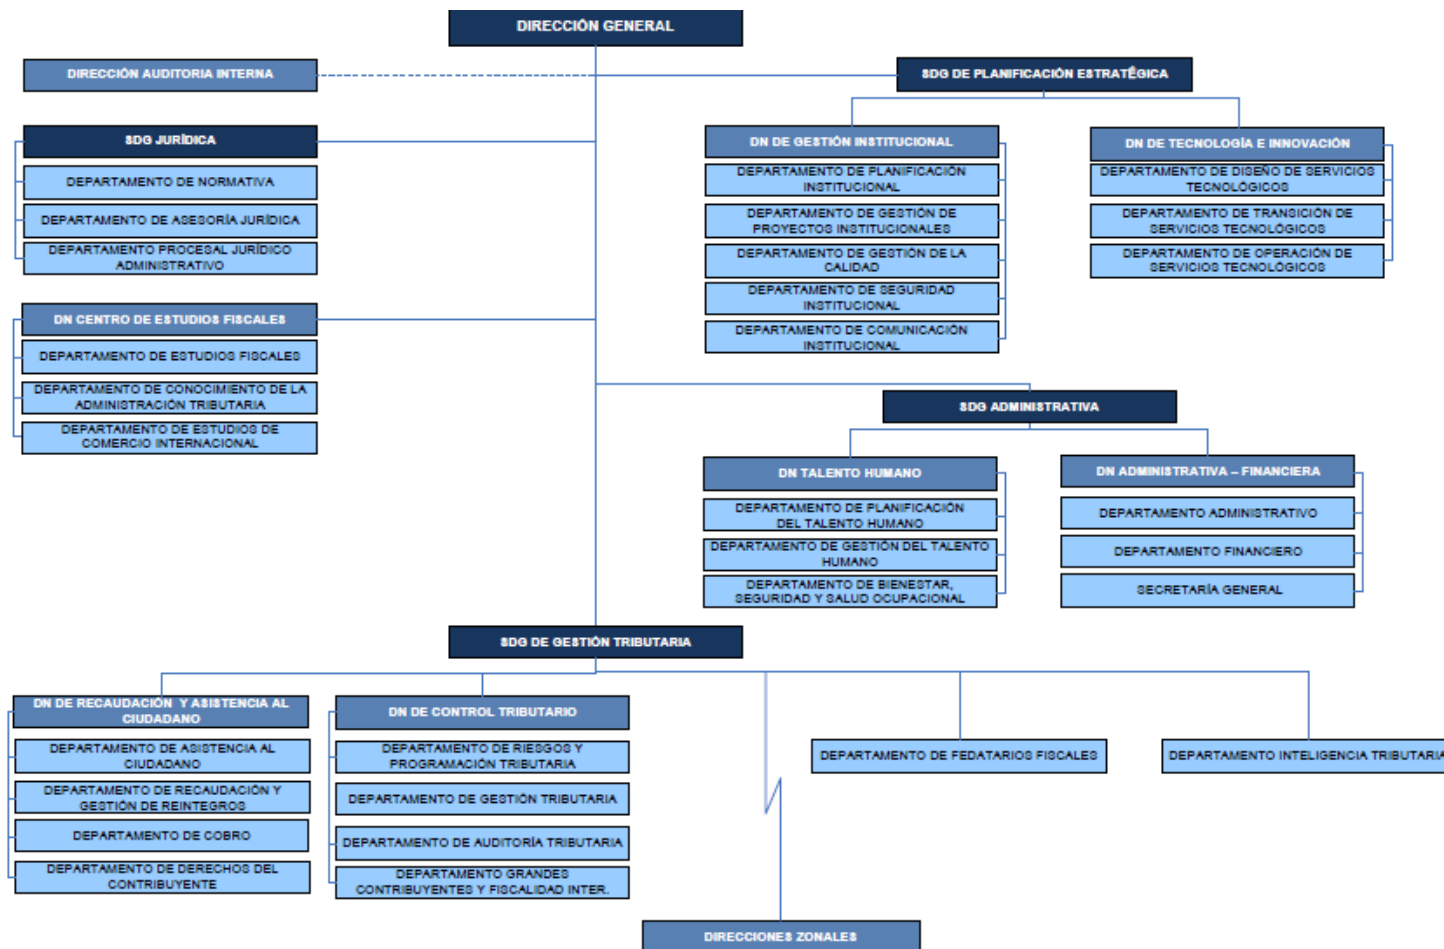 DIRECCIÓN GENERAL
DIRECCIÓN AUDITORIA INTERNA
SDG DE PLANIFICACIÓN ESTRATÉGICA
SDG JURÍDICA
DEPARTAMENTO DE NORMATIVA
DEPARTAMENTO DE ASESORÍA JURÍDICA
DEPARTAMENTO PROCESAL JURÍDICO
ADMINISTRATIVO
DN DE GESTIÓN INSTITUCIONAL
DEPARTAMENTO DE PLANIFICACIÓN
INSTITUCIONAL
DEPARTAMENTO DE GESTIÓN DE
PROYECTOS INSTITUCIONALES
DEPARTAMENTO DE GESTIÓN DE LA
CALIDAD
DEPARTAMENTO DE SEGURIDAD
INSTITUCIONAL
DEPARTAMENTO DE COMUNICACIÓN
INSTITUCIONAL
DN DE TECNOLOGÍA E INNOVACIÓN
DEPARTAMENTO DE DISEÑO DE SERVICIOS
TECNOLÓGICOS
DEPARTAMENTO DE TRANSICIÓN DE
SERVICIOS TECNOLÓGICOS
DEPARTAMENTO DE OPERACIÓN DE
SERVICIOS TECNOLÓGICOS
DN CENTRO DE ESTUDIOS FISCALES
DEPARTAMENTO DE ESTUDIOS FISCALES
DEPARTAMENTO DE CONOCIMIENTO DE LA
ADMINISTRACIÓN TRIBUTARIA
DEPARTAMENTO DE ESTUDIOS DE
COMERCIO INTERNACIONAL
SDG ADMINISTRATIVA
DN TALENTO HUMANO
DEPARTAMENTO DE PLANIFICACIÓN
DEL TALENTO HUMANO
DEPARTAMENTO DE GESTIÓN DEL TALENTO
HUMANO
DEPARTAMENTO DE BIENESTAR,
SEGURIDAD Y SALUD OCUPACIONAL
DN ADMINISTRATIVA – FINANCIERA
DEPARTAMENTO ADMINISTRATIVO
DEPARTAMENTO FINANCIERO
SECRETARÍA GENERAL
SDG DE GESTIÓN TRIBUTARIA
DN DE RECAUDACIÓN Y ASISTENCIA AL
CIUDADANO
DEPARTAMENTO DE ASISTENCIA AL
CIUDADANO
DEPARTAMENTO DE RECAUDACIÓN Y
GESTIÓN DE REINTEGROS
DEPARTAMENTO DE COBRO
DEPARTAMENTO DE DERECHOS DEL
CONTRIBUYENTE
DN DE CONTROL TRIBUTARIO
DEPARTAMENTO DE RIESGOS Y
PROGRAMACIÓN TRIBUTARIA
DEPARTAMENTO DE GESTIÓN TRIBUTARIA
DEPARTAMENTO DE AUDITORÍA TRIBUTARIA
DEPARTAMENTO GRANDES
CONTRIBUYENTES Y FISCALIDAD INTER.
DEPARTAMENTO DE FEDATARIOS FISCALES
DEPARTAMENTO INTELIGENCIA TRIBUTARIA
DIRECCIONES ZONALES